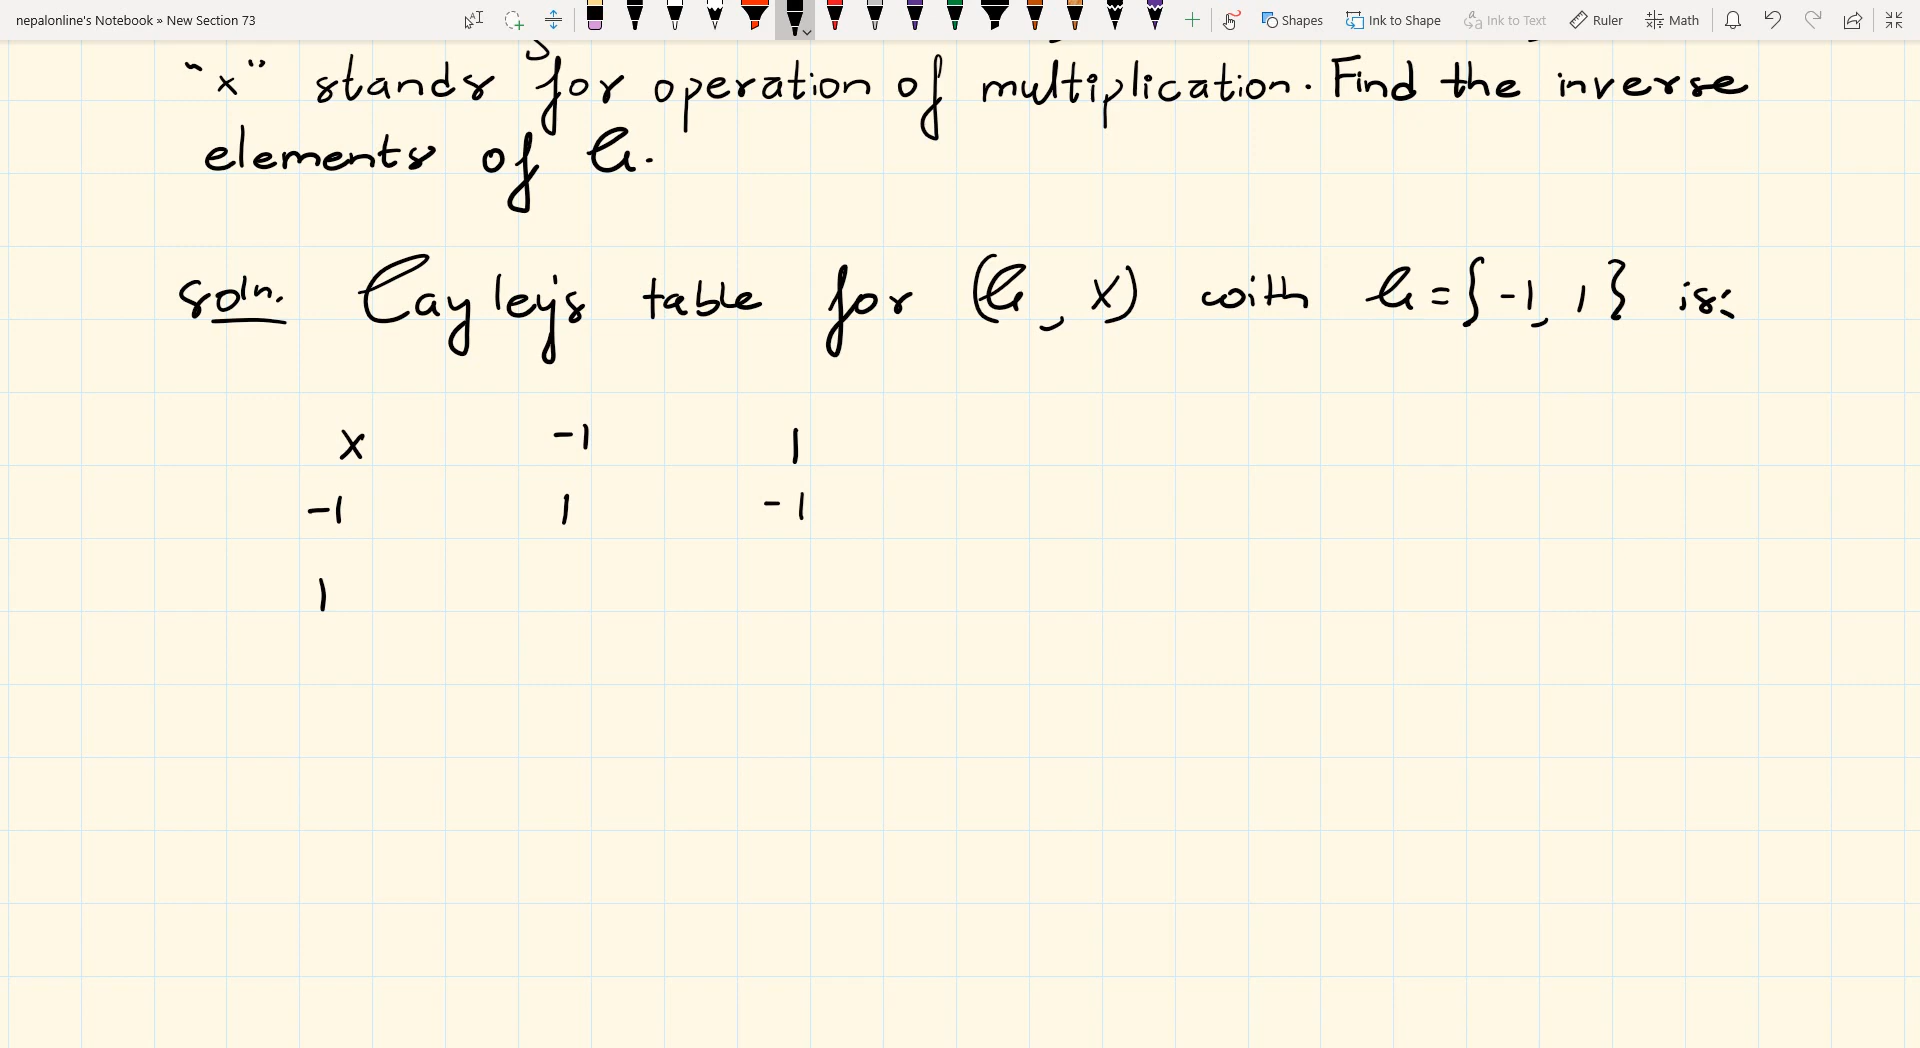 nepalonline's Notebook » New Section 73 Shapes Ink to Shape Ink to Text Ruler Math
"x" stands for operation of multiplication. Find the inverse
elements of G.
soln. Cayley's table for (G, x) with G = {-1, 1} is:
x -1 1
-1 1 -1
1